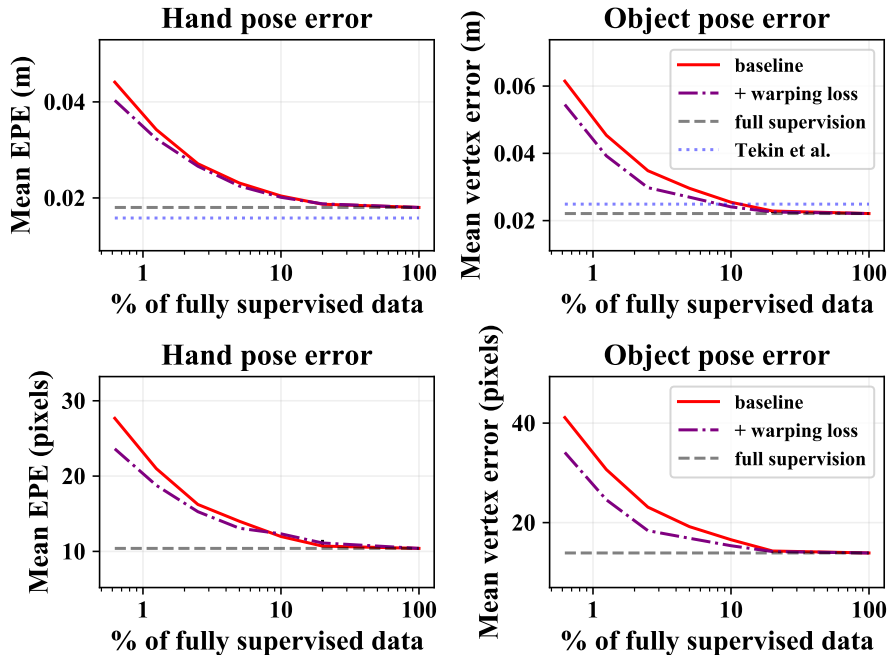 Hand pose error
Mean EPE (m)
0.04
0.02
1
10
100
% of fully supervised data
Object pose error
Mean vertex error (m)
0.06
0.04
0.02
baseline
+ warping loss
full supervision
Tekin et al.
1
10
100
% of fully supervised data
Hand pose error
Mean EPE (pixels)
30
20
10
1
10
100
% of fully supervised data
Object pose error
Mean vertex error (pixels)
40
20
baseline
+ warping loss
full supervision
1
10
100
% of fully supervised data